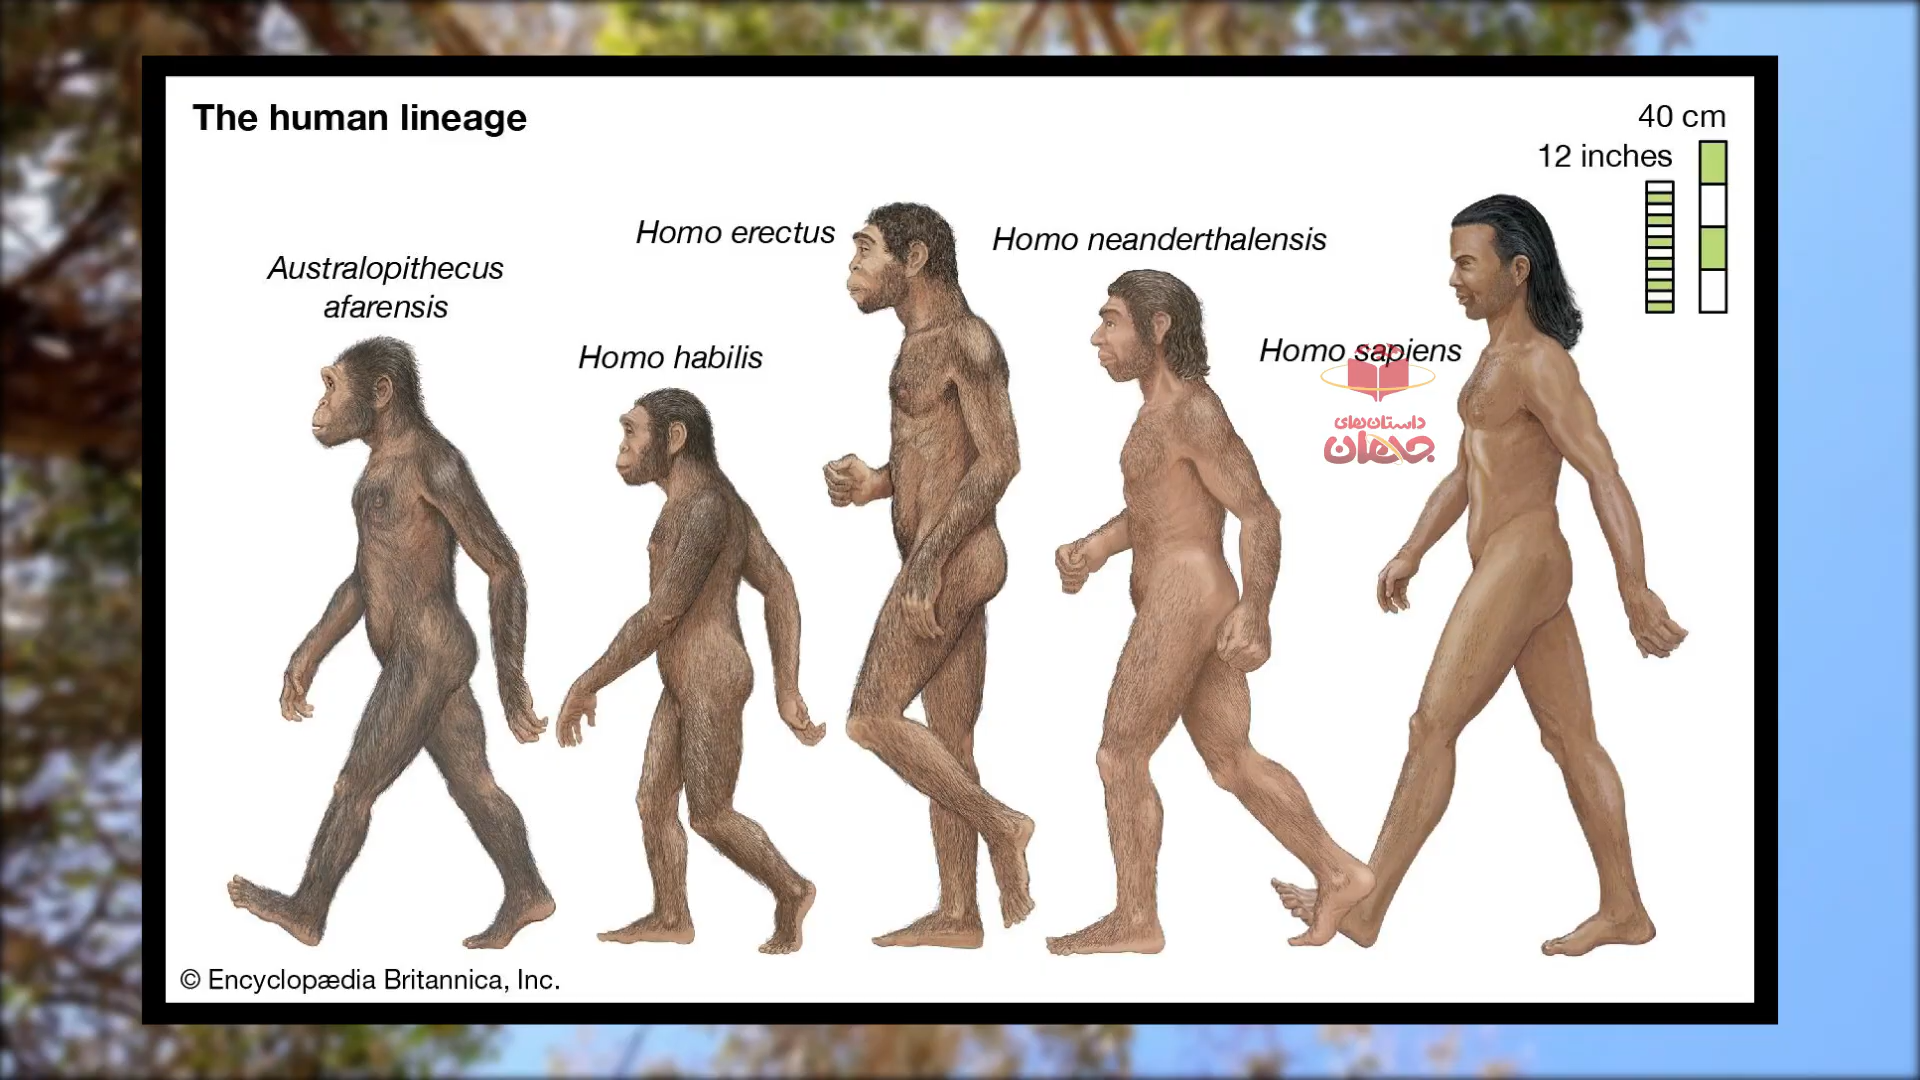 The human lineage
40 cm
12 inches
Homo erectus
Homo neanderthalensis
Australopithecus
afarensis
Homo habilis
Homo sapiens
داستان‌های
جهان
© Encyclopædia Britannica, Inc.